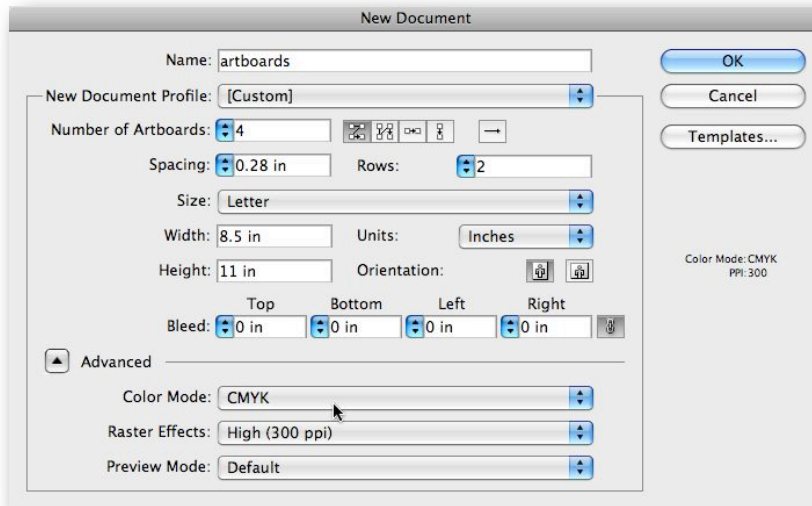 New Document
Name: artboards
OK
New Document Profile: [Custom]
Cancel
Number of Artboards: 4
Templates...
Spacing: 0.28 in Rows: 2
Size: Letter
Width: 8.5 in Units: Inches
Height: 11 in Orientation:
Color Mode: CMYK
PPI: 300
Top Bottom Left Right
Bleed: 0 in 0 in 0 in 0 in
Advanced
Color Mode: CMYK
Raster Effects: High (300 ppi)
Preview Mode: Default